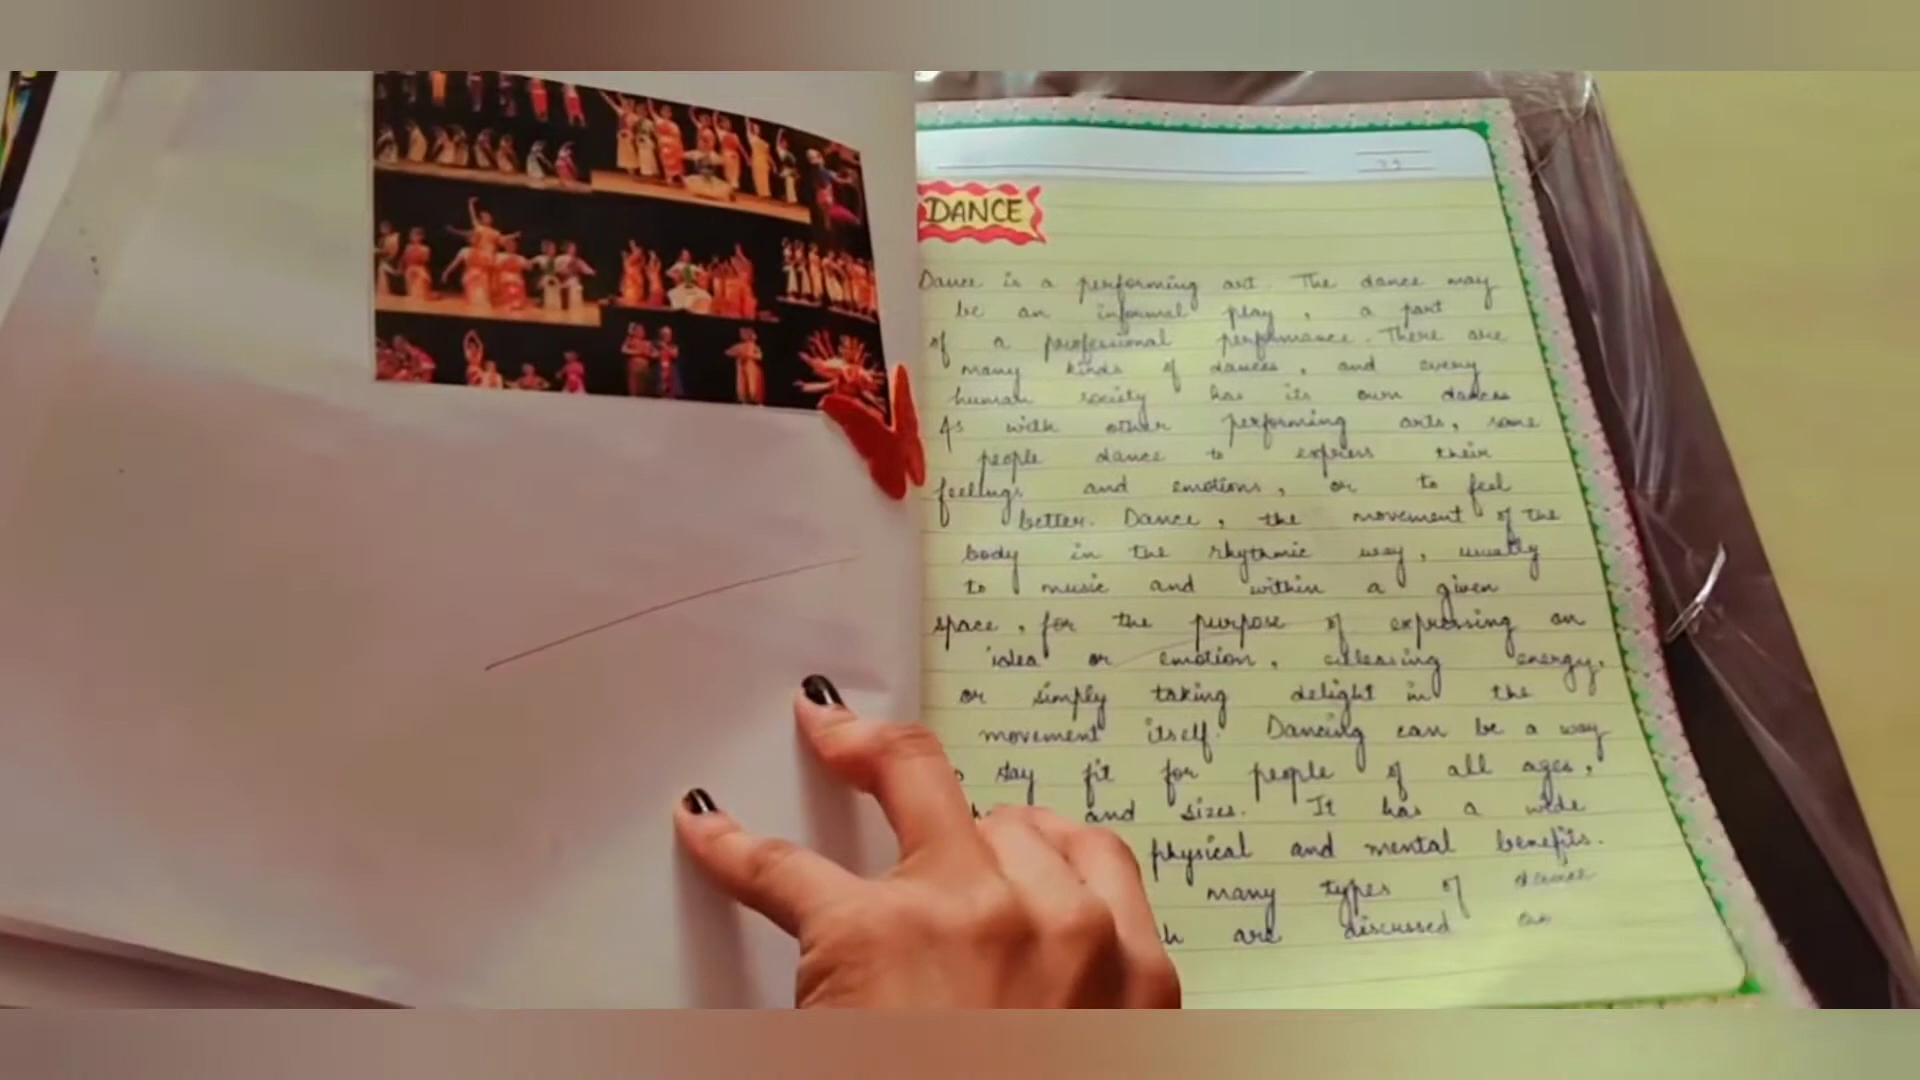 DANCE
Dance is a performing art. The dance may
be an informal play, a part
of a professional performance. There are
many kinds of dances, and every
human society has its own dances
As with other performing arts, some
people dance to express their
feelings and emotions, or to feel
better. Dance, the movement of the
body in the rhythmic way, usually
to music and within a given
space, for the purpose of expressing an
idea or emotion, releasing energy,
or simply taking delight in the
movement itself. Dancing can be a way
stay fit for people of all ages,
and sizes. It has a wide
physical and mental benefits.
many types of dance
are discussed